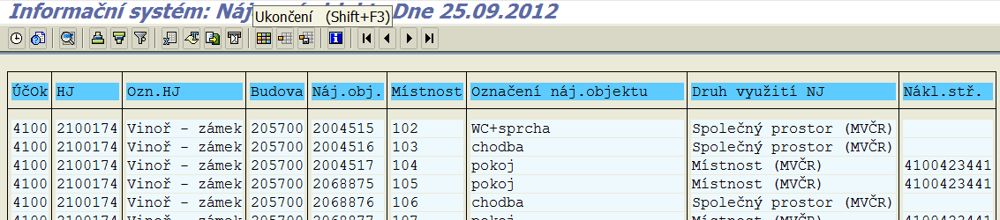 Informační systém: Náj Dne 25.09.2012
Ukončení (Shift+F3)
ÚčOk HJ Ozn.HJ Budova Náj.obj. Místnost Označení náj.objektu Druh využití NJ Nákl.stř.
4100 2100174 Vinoř - zámek 205700 2004515 102 WC+sprcha Společný prostor (MVČR)
4100 2100174 Vinoř - zámek 205700 2004516 103 chodba Společný prostor (MVČR)
4100 2100174 Vinoř - zámek 205700 2004517 104 pokoj Místnost (MVČR) 4100423441
4100 2100174 Vinoř - zámek 205700 2068875 105 pokoj Místnost (MVČR) 4100423441
4100 2100174 Vinoř - zámek 205700 2068876 106 chodba Společný prostor (MVČR)
4100 2100174 Vinoř - zámek 205700 2068877 107 pokoj Místnost (MVČR) 4100423441